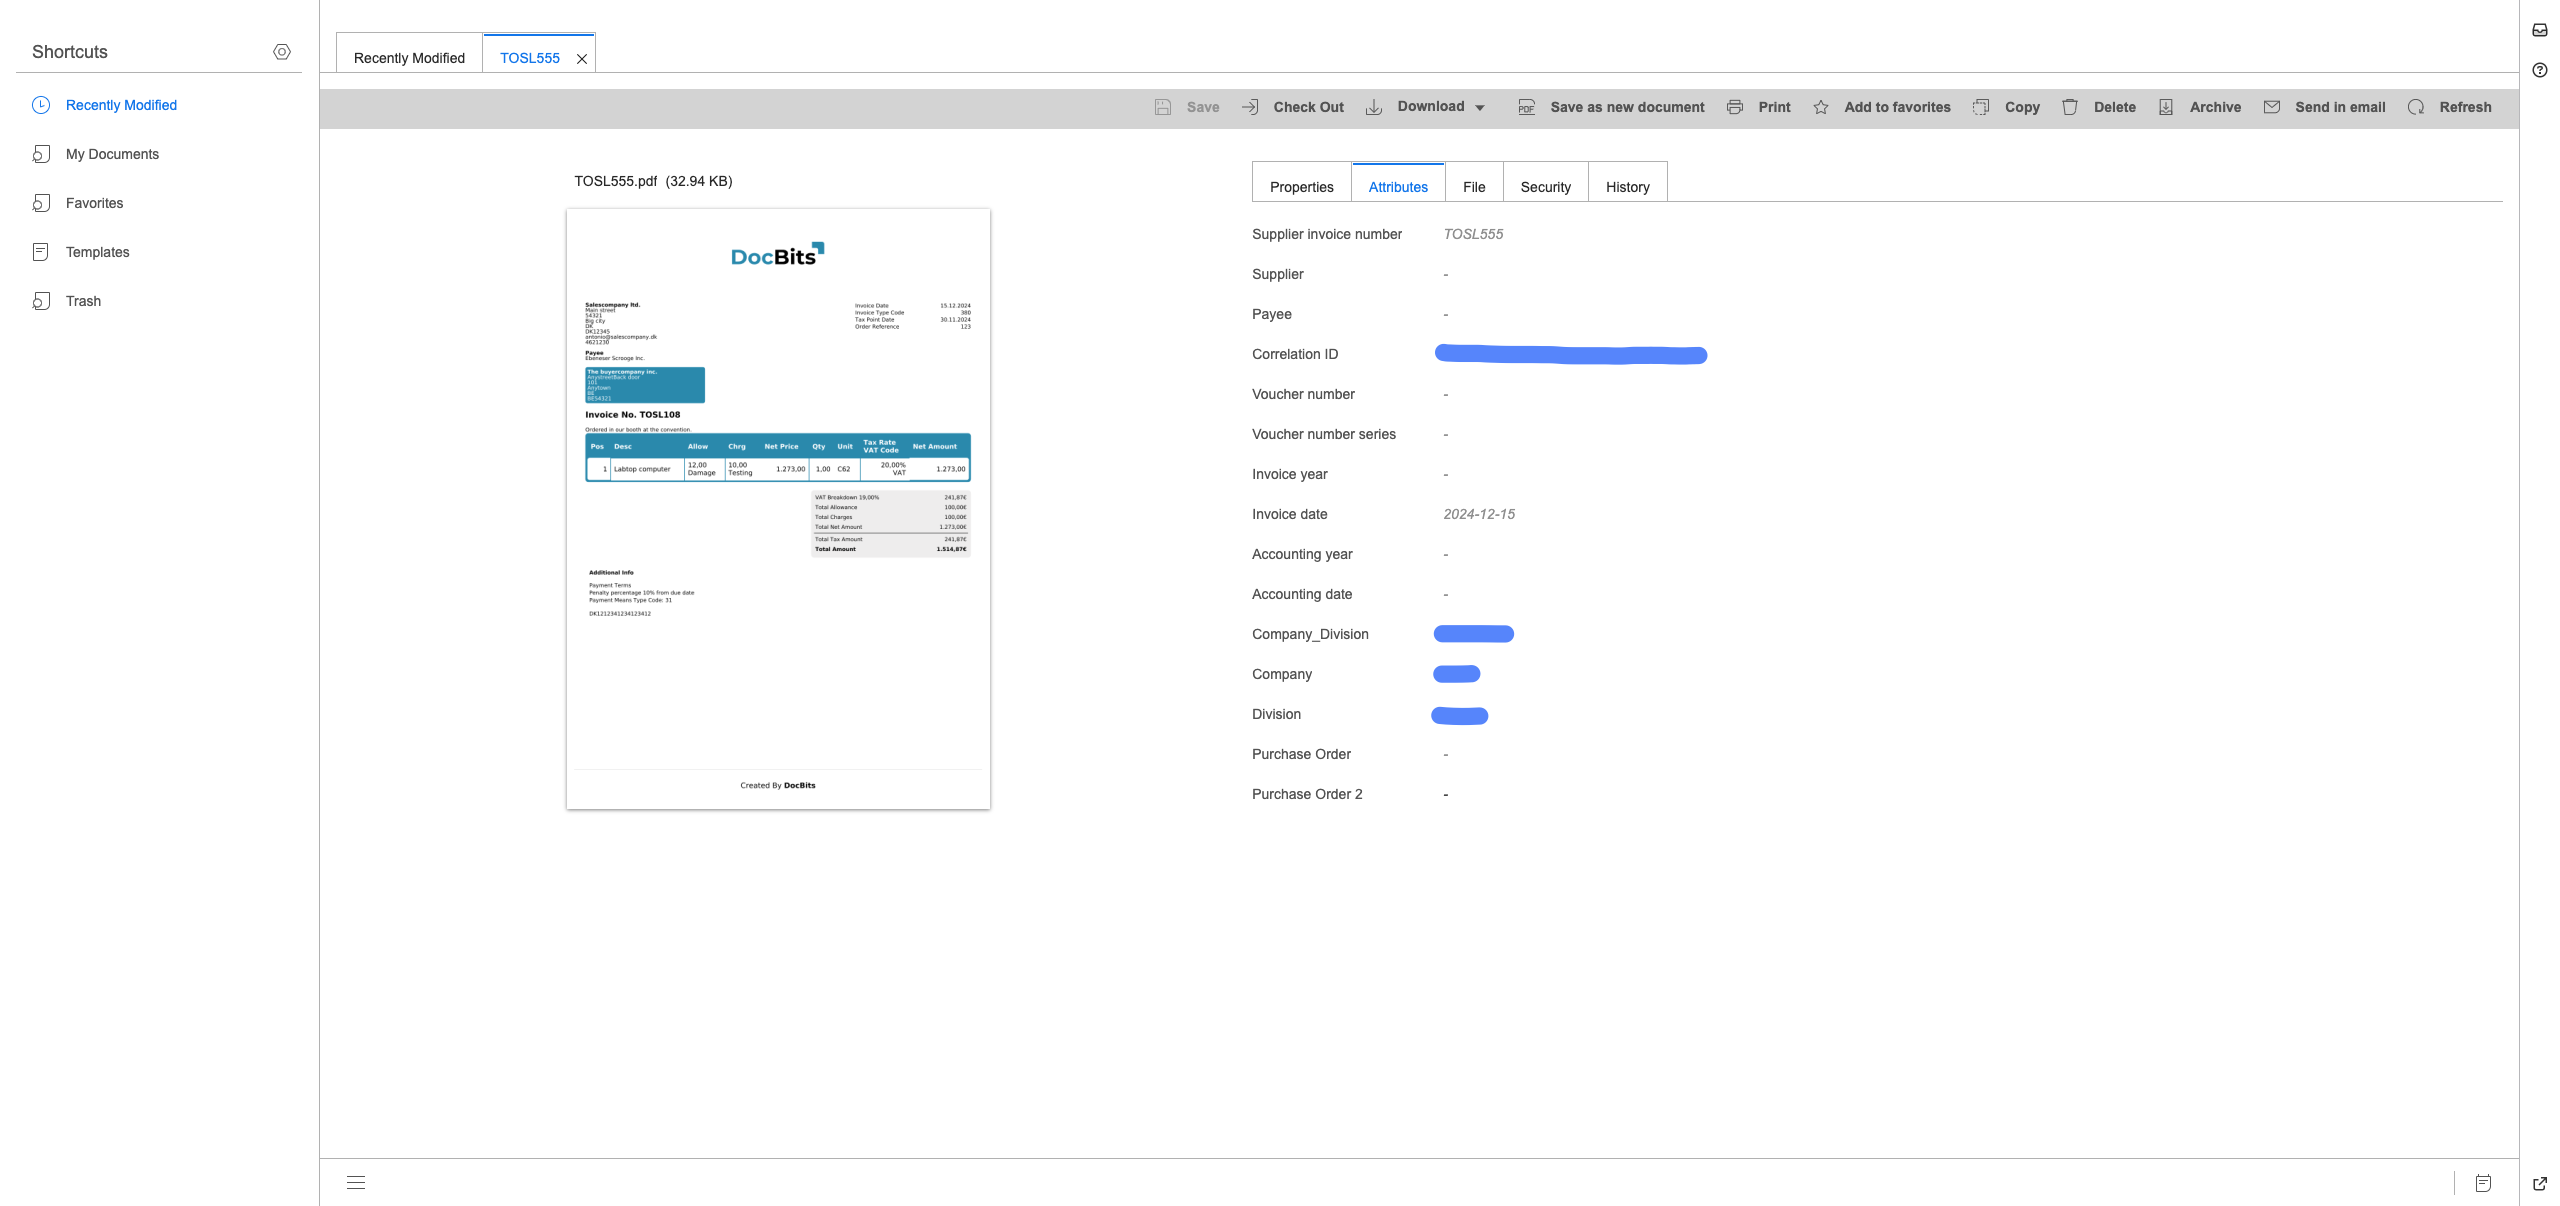 Shortcuts
Recently Modified
My Documents
Favorites
Templates
Trash
Recently Modified
TOSL555
Save
Check Out
Download
Save as new document
Print
Add to favorites
Copy
Delete
Archive
Send in email
Refresh
TOSL555.pdf (32.94 KB)
DocBits
Salescompany ltd.
Main street
54321
Big city
DK
DK12345
antonio@salescompany.dk
4621230
Payee
Ebeneser Scrooge Inc.
Invoice Date 15.12.2024
Invoice Type Code 380
Tax Point Date 30.11.2024
Order Reference 123
The buyercompany inc.
AnystreetBack door
101
Anytown
BE
BE54321
Invoice No. TOSL108
Ordered in our booth at the convention.
Pos Desc Allow Chrg Net Price Qty Unit Tax Rate VAT Code Net Amount
1 Labtop computer 12,00 Damage 10,00 Testing 1.273,00 1,00 C62 20,00% VAT 1.273,00
VAT Breakdown 19,00% 241,87€
Total Allowance 100,00€
Total Charges 100,00€
Total Net Amount 1.273,00€
Total Tax Amount 241,87€
Total Amount 1.514,87€
Additional Info
Payment Terms
Penalty percentage 10% from due date
Payment Means Type Code: 31
DK1212341234123412
Created By DocBits
Properties
Attributes
File
Security
History
Supplier invoice number TOSL555
Supplier -
Payee -
Correlation ID
Voucher number -
Voucher number series -
Invoice year -
Invoice date 2024-12-15
Accounting year -
Accounting date -
Company_Division
Company
Division
Purchase Order -
Purchase Order 2 -